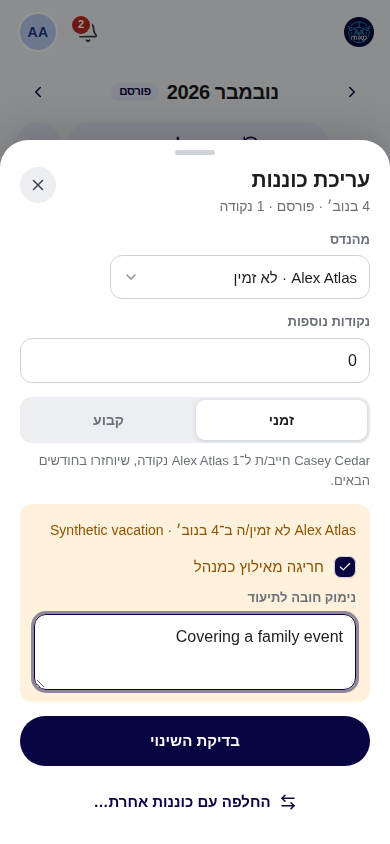 AA
2
miko
נובמבר 2026 פורסם
עריכת כוננות
4 בנוב׳ · פורסם · 1 נקודה
מהנדס
Alex Atlas · לא זמין
נקודות נוספות
0
זמני
קבוע
Casey Cedar חייב/ת ל־Alex Atlas 1 נקודה, שיוחזרו בחודשים
הבאים.
Alex Atlas לא זמין/ה ב־4 בנוב׳ · Synthetic vacation
חריגה מאילוץ כמנהל
נימוק חובה לתיעוד
Covering a family event
בדיקת השינוי
החלפה עם כוננות אחרת...